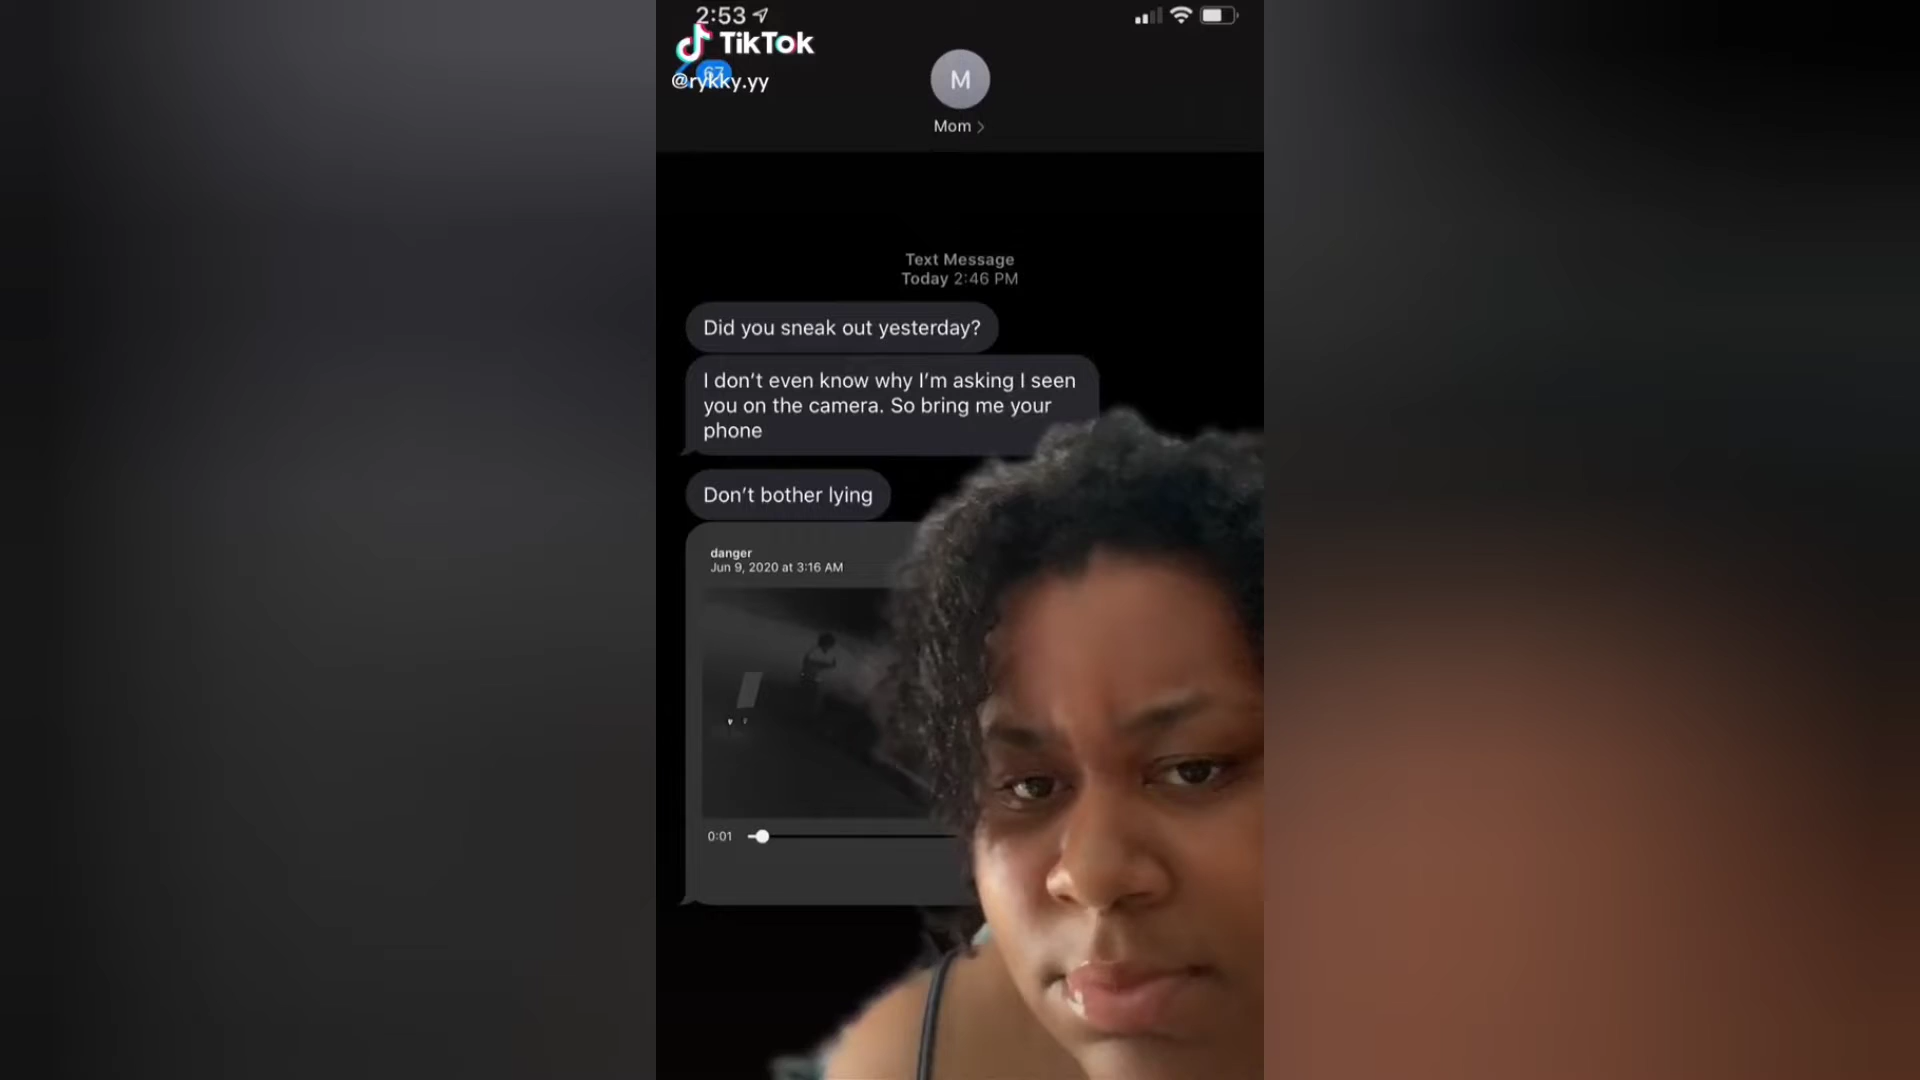 2:53
TikTok
67
@rykky.yy
M
Mom
Text Message
Today 2:46 PM
Did you sneak out yesterday?
I don't even know why I'm asking I seen
you on the camera. So bring me your
phone
Don't bother lying
danger
Jun 9, 2020 at 3:16 AM
0:01